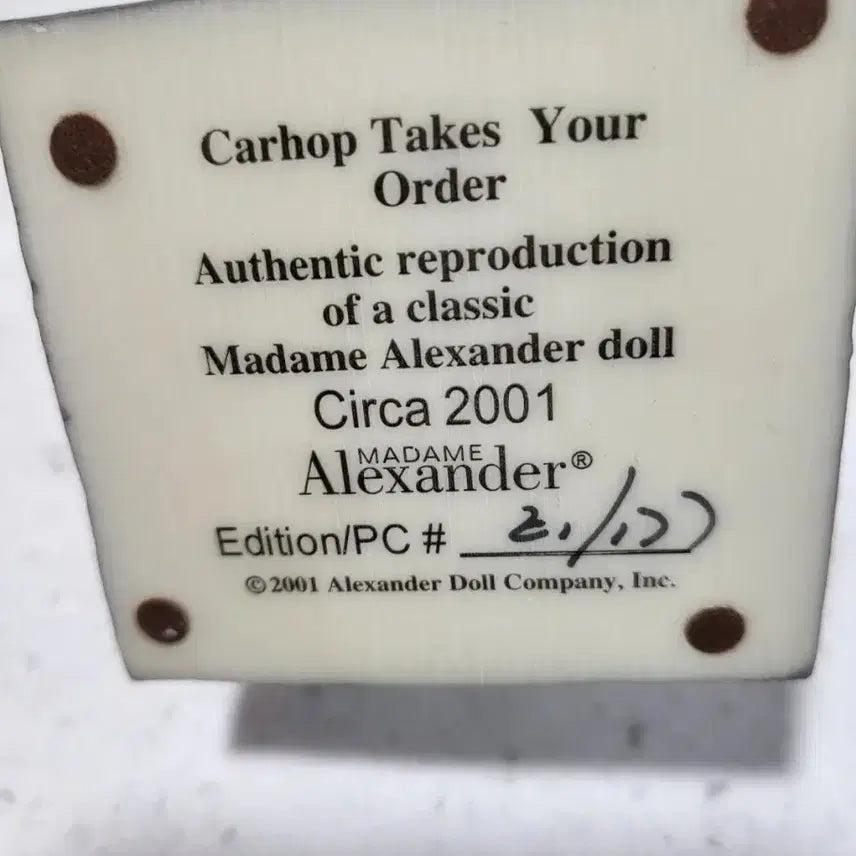 Carhop Takes Your
Order
Authentic reproduction
of a classic
Madame Alexander doll
Circa 2001
MADAME
Alexander®
Edition/PC #
©2001 Alexander Doll Company, Inc.